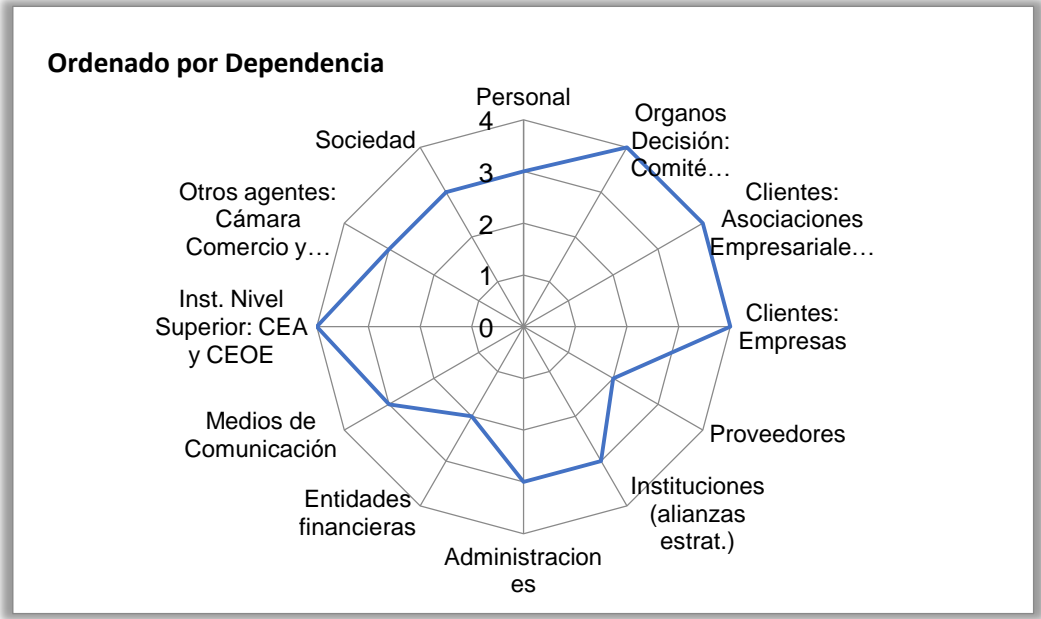 Ordenado por Dependencia
Personal
Organos
Decisión:
Comité…
Clientes:
Asociaciones
Empresariale…
Clientes:
Empresas
Proveedores
Instituciones
(alianzas
estrat.)
Administracion
es
Entidades
financieras
Medios de
Comunicación
Inst. Nivel
Superior: CEA
y CEOE
Otros agentes:
Cámara
Comercio y…
Sociedad
4
3
2
1
0